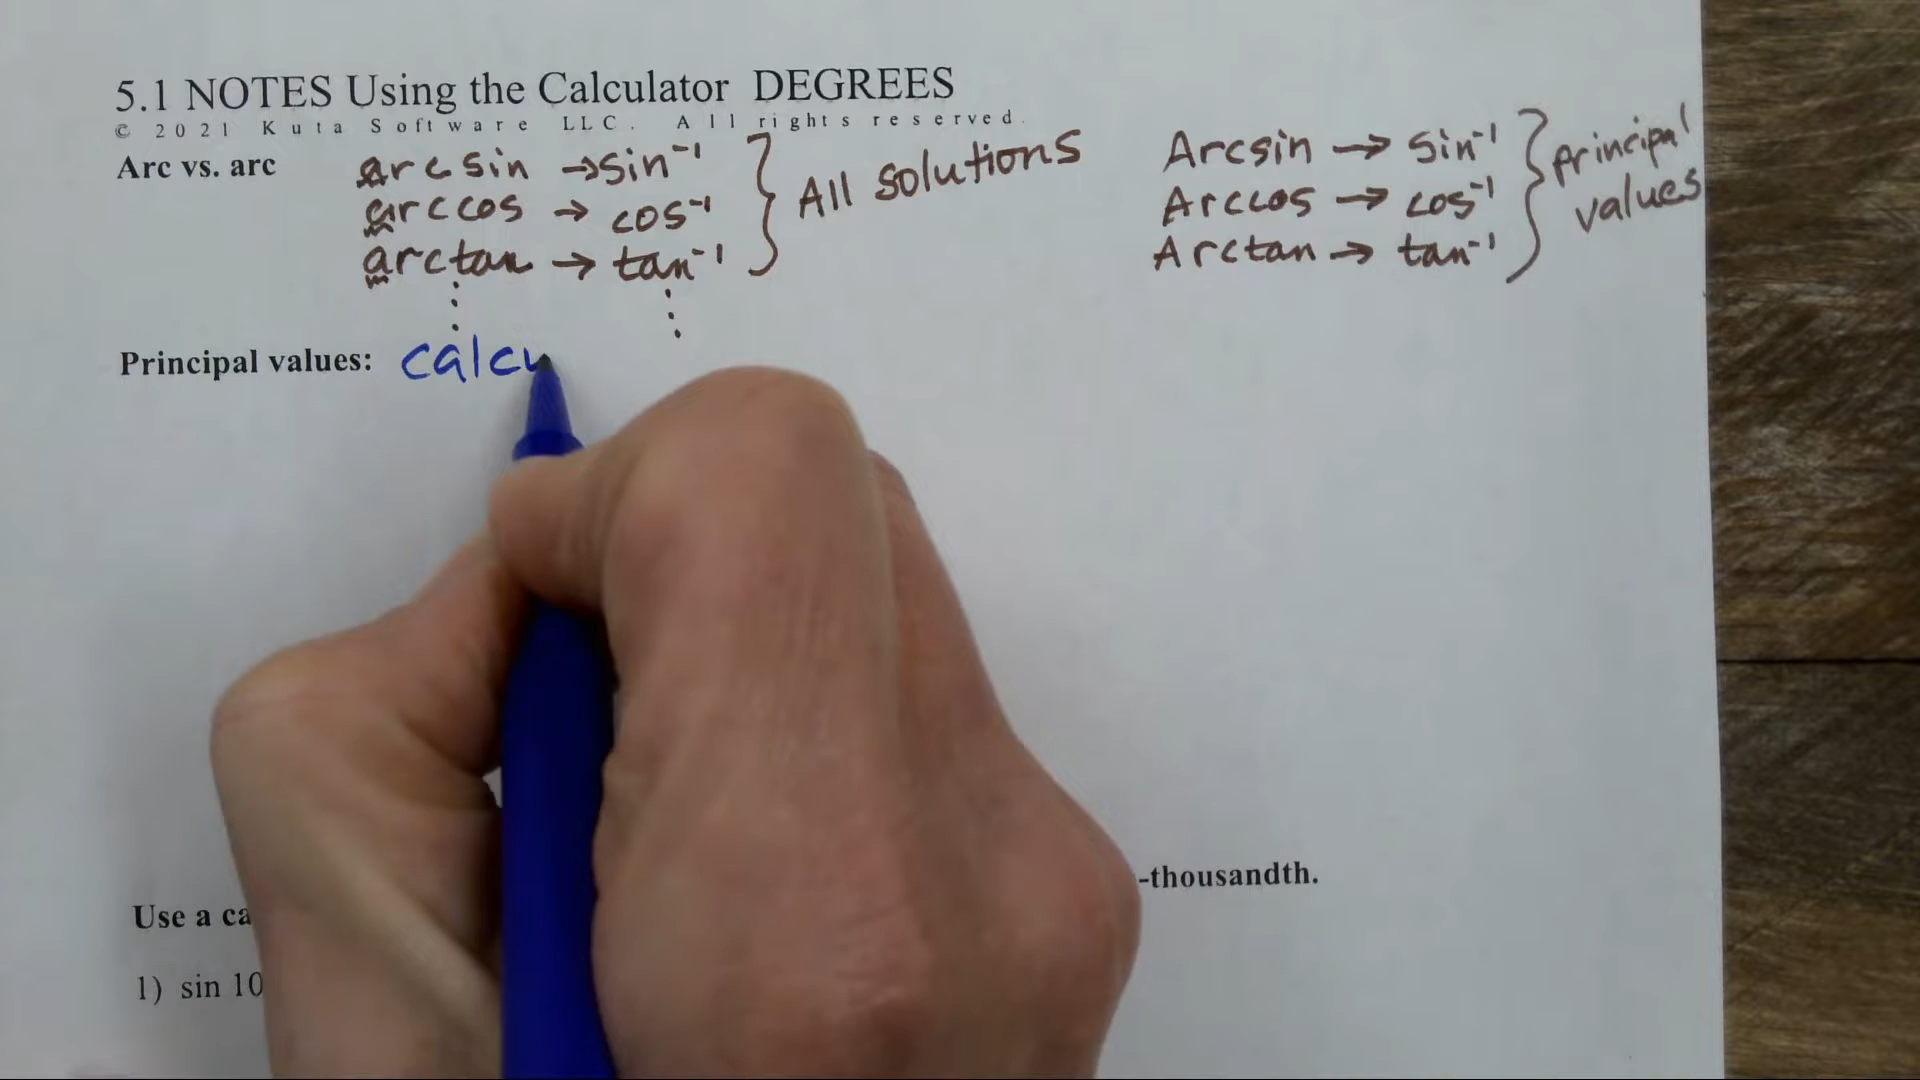 5.1 NOTES Using the Calculator DEGREES
© 2021 Kuta Software LLC. All rights reserved.
Arc vs. arc
arcsin → sin⁻¹
arccos → cos⁻¹
arctan → tan⁻¹
All solutions
Arcsin → sin⁻¹
Arccos → cos⁻¹
Arctan → tan⁻¹
principal
values
Principal values: calcu
-thousandth.
Use a ca
1) sin 10